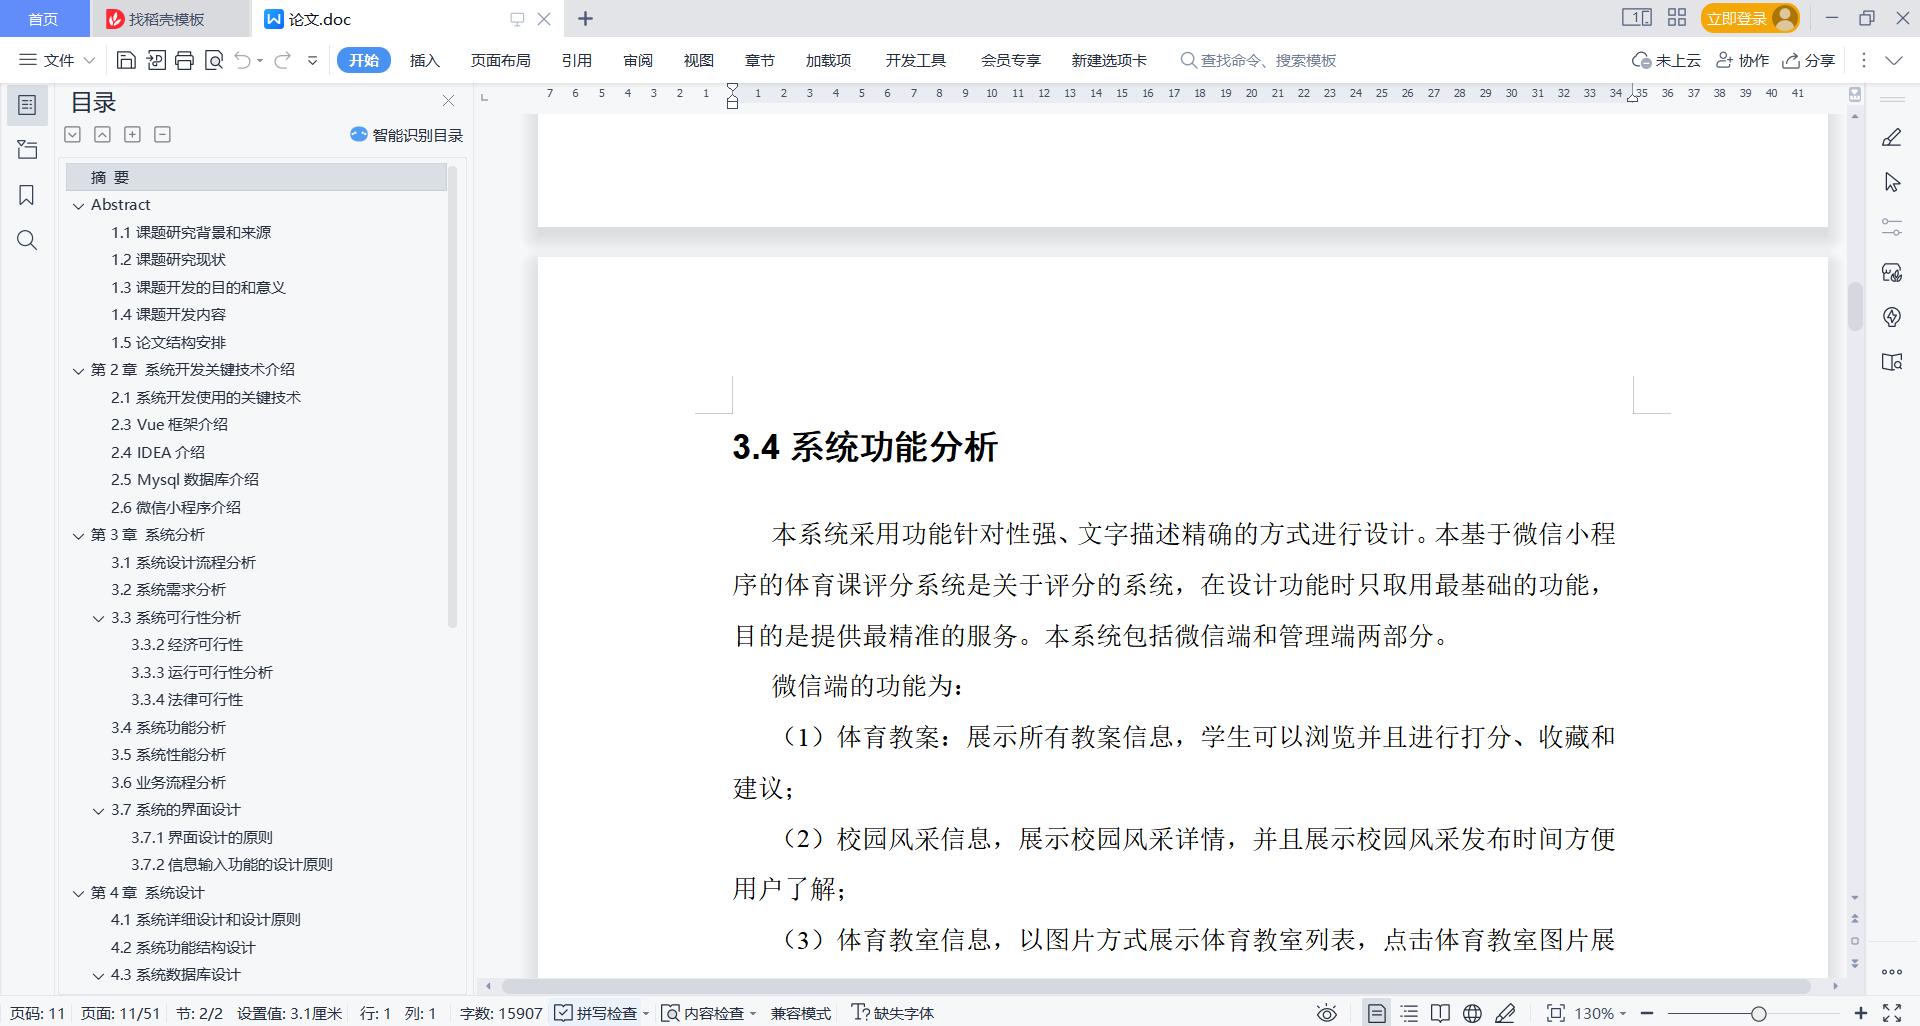 首页
找稻壳模板
论文.doc
立即登录
文件
开始
插入
页面布局
引用
审阅
视图
章节
加载项
开发工具
会员专享
新建选项卡
查找命令、搜索模板
未上云
协作
分享
目录
智能识别目录
摘 要
Abstract
1.1 课题研究背景和来源
1.2 课题研究现状
1.3 课题开发的目的和意义
1.4 课题开发内容
1.5 论文结构安排
第 2 章 系统开发关键技术介绍
2.1 系统开发使用的关键技术
2.3 Vue 框架介绍
2.4 IDEA 介绍
2.5 Mysql 数据库介绍
2.6 微信小程序介绍
第 3 章 系统分析
3.1 系统设计流程分析
3.2 系统需求分析
3.3 系统可行性分析
3.3.2 经济可行性
3.3.3 运行可行性分析
3.3.4 法律可行性
3.4 系统功能分析
3.5 系统性能分析
3.6 业务流程分析
3.7 系统的界面设计
3.7.1 界面设计的原则
3.7.2 信息输入功能的设计原则
第 4 章 系统设计
4.1 系统详细设计和设计原则
4.2 系统功能结构设计
4.3 系统数据库设计
7 6 5 4 3 2 1 1 2 3 4 5 6 7 8 9 10 11 12 13 14 15 16 17 18 19 20 21 22 23 24 25 26 27 28 29 30 31 32 33 34 35 36 37 38 39 40 41
3.4 系统功能分析
本系统采用功能针对性强、文字描述精确的方式进行设计。本基于微信小程
序的体育课评分系统是关于评分的系统，在设计功能时只取用最基础的功能，
目的是提供最精准的服务。本系统包括微信端和管理端两部分。
微信端的功能为：
（1）体育教案：展示所有教案信息，学生可以浏览并且进行打分、收藏和
建议；
（2）校园风采信息，展示校园风采详情，并且展示校园风采发布时间方便
用户了解；
（3）体育教室信息，以图片方式展示体育教室列表，点击体育教室图片展
页码: 11 页面: 11/51 节: 2/2 设置值: 3.1厘米 行: 1 列: 1 字数: 15907 拼写检查 内容检查 兼容模式 缺失字体 130%